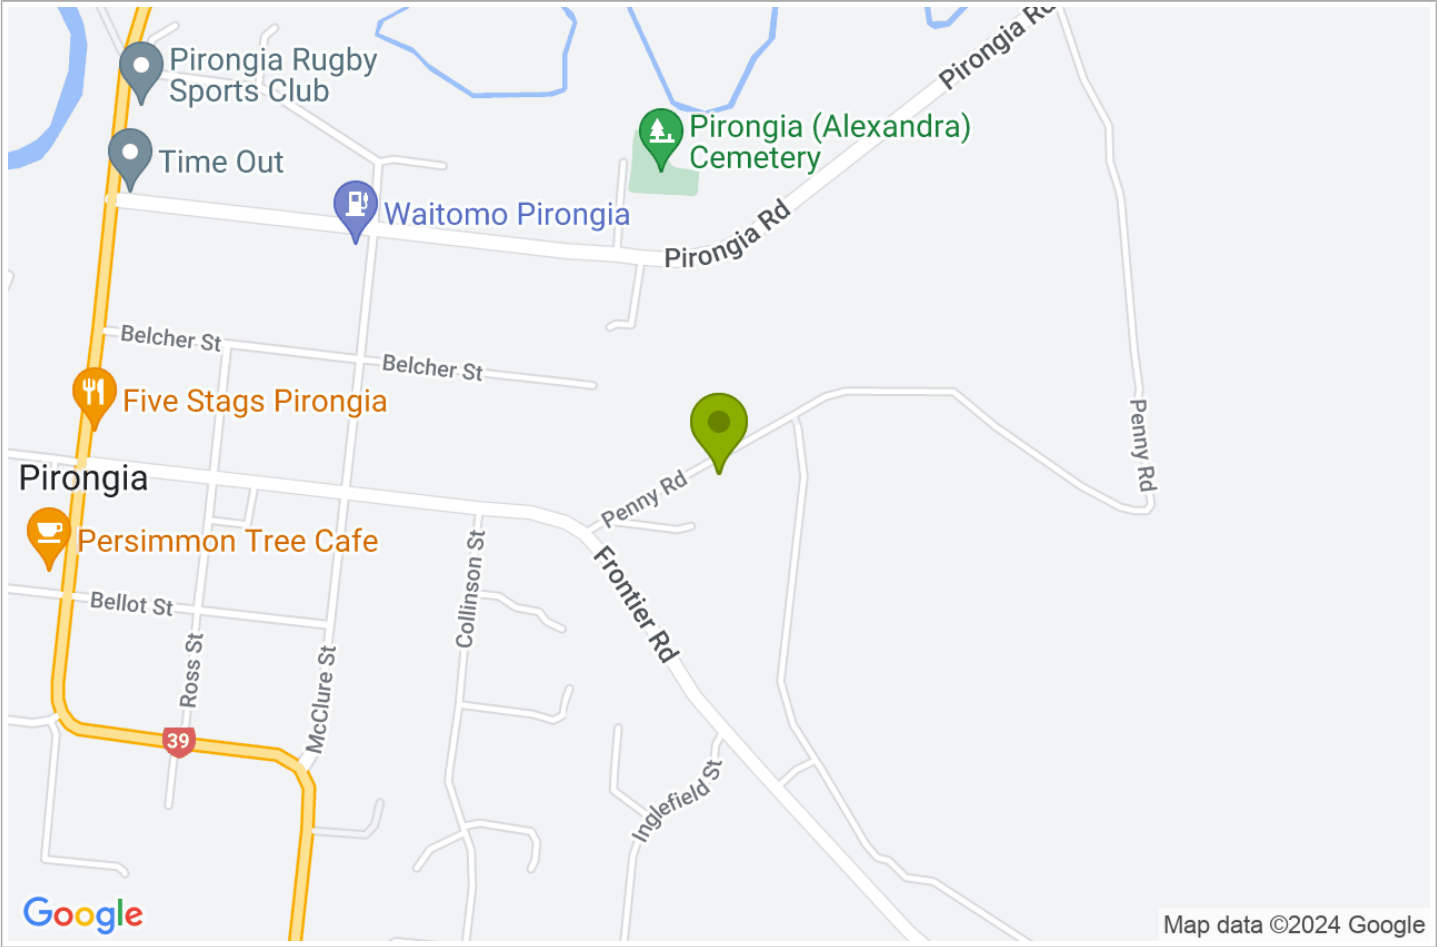 Pirongia Rd
Pirongia Rugby
Sports Club
Pirongia (Alexandra)
Cemetery
Time Out
Waitomo Pirongia
Pirongia Rd
Belcher St
Belcher St
Five Stags Pirongia
Penny Rd
Pirongia
Penny Rd
Persimmon Tree Cafe
Frontier Rd
Collinson St
Bellot St
Ross St
McClure St
39
Inglefield St
Google
Map data ©2024 Google